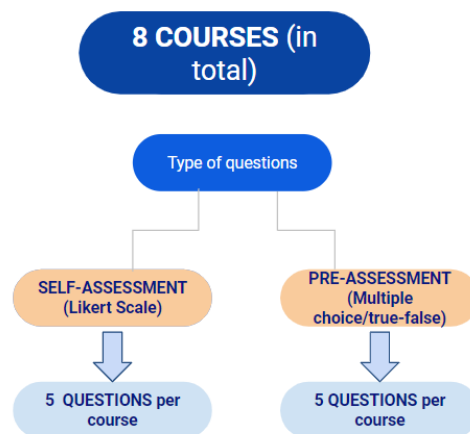 8 COURSES (in
total)
Type of questions
SELF-ASSESSMENT
(Likert Scale)
PRE-ASSESSMENT
(Multiple
choice/true-false)
5 QUESTIONS per
course
5 QUESTIONS per
course